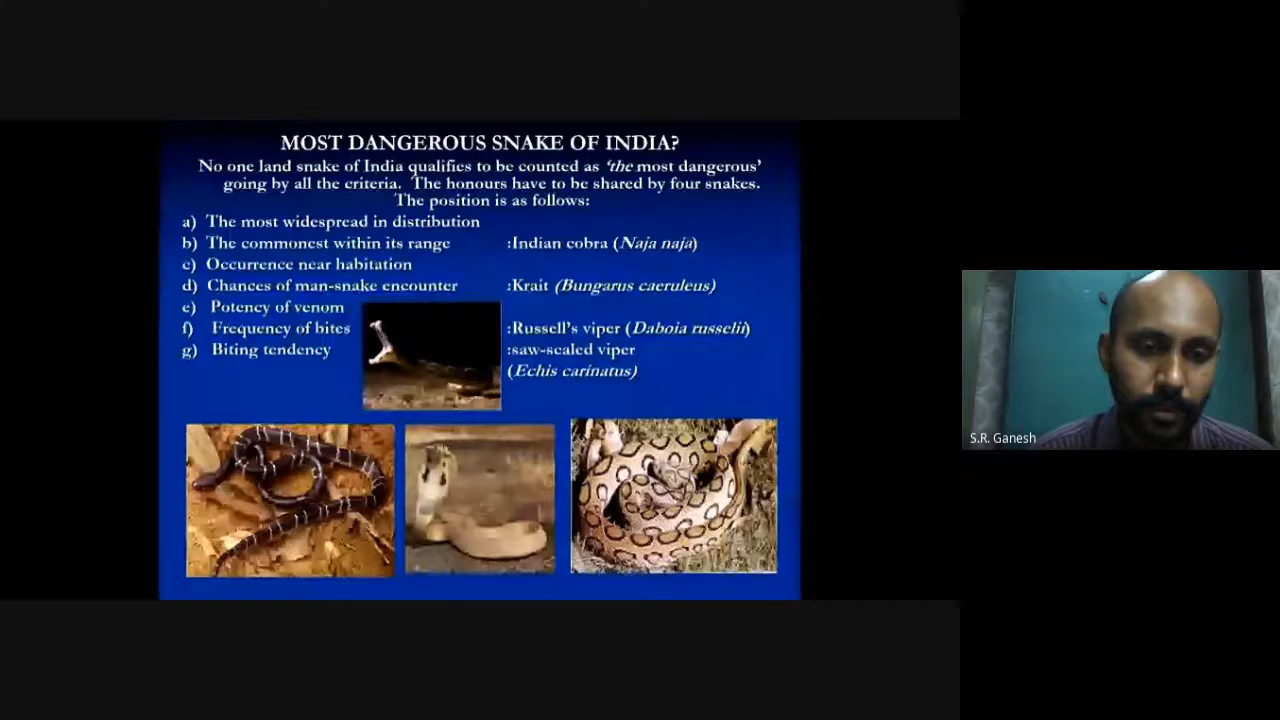 MOST DANGEROUS SNAKE OF INDIA?
No one land snake of India qualifies to be counted as 'the most dangerous'
going by all the criteria. The honours have to be shared by four snakes.
The position is as follows:
a) The most widespread in distribution
b) The commonest within its range :Indian cobra (Naja naja)
c) Occurrence near habitation
d) Chances of man-snake encounter :Krait (Bungarus caeruleus)
e) Potency of venom
f) Frequency of bites :Russell's viper (Daboia russelii)
g) Biting tendency :saw-scaled viper
(Echis carinatus)
S.R. Ganesh